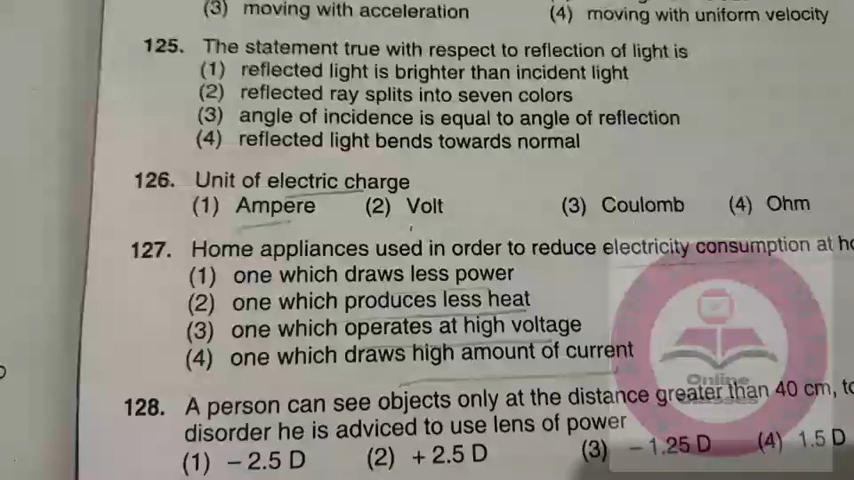 (3) moving with acceleration (4) moving with uniform velocity
125. The statement true with respect to reflection of light is
(1) reflected light is brighter than incident light
(2) reflected ray splits into seven colors
(3) angle of incidence is equal to angle of reflection
(4) reflected light bends towards normal
126. Unit of electric charge
(1) Ampere (2) Volt (3) Coulomb (4) Ohm
127. Home appliances used in order to reduce electricity consumption at
(1) one which draws less power
(2) one which produces less heat
(3) one which operates at high voltage
(4) one which draws high amount of current
Online
128. A person can see objects only at the distance greater than 40 cm,
disorder he is adviced to use lens of power
(1) – 2.5 D (2) + 2.5 D (3) – 1.25 D (4) 1.5 D